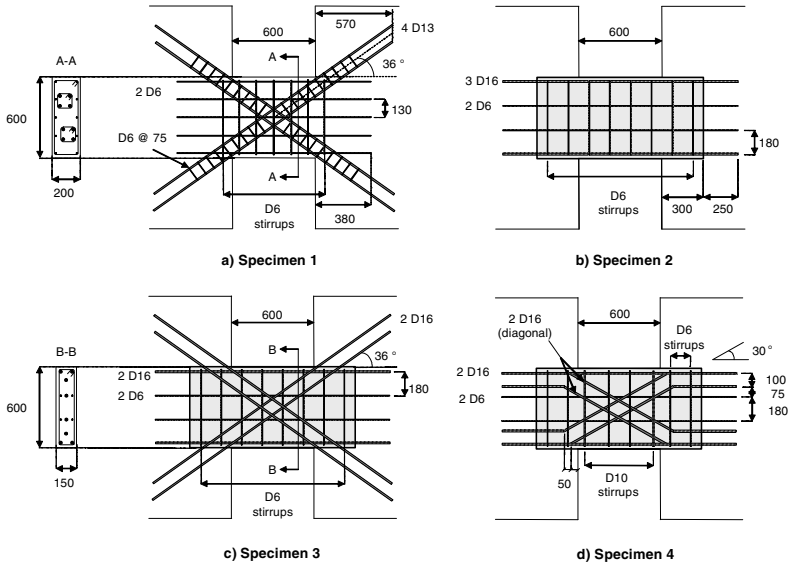 570
4 D13
600
A
A-A
36 °
2 D6
130
600
D6 @ 75
A
200
D6
stirrups
380
a) Specimen 1
600
3 D16
2 D6
180
D6
stirrups
300
250
b) Specimen 2
600
2 D16
B
B-B
36 °
2 D16
180
2 D6
600
B
150
D6
stirrups
c) Specimen 3
2 D16
(diagonal)
600
D6
stirrups
30 °
2 D16
100
75
2 D6
180
50
D10
stirrups
d) Specimen 4